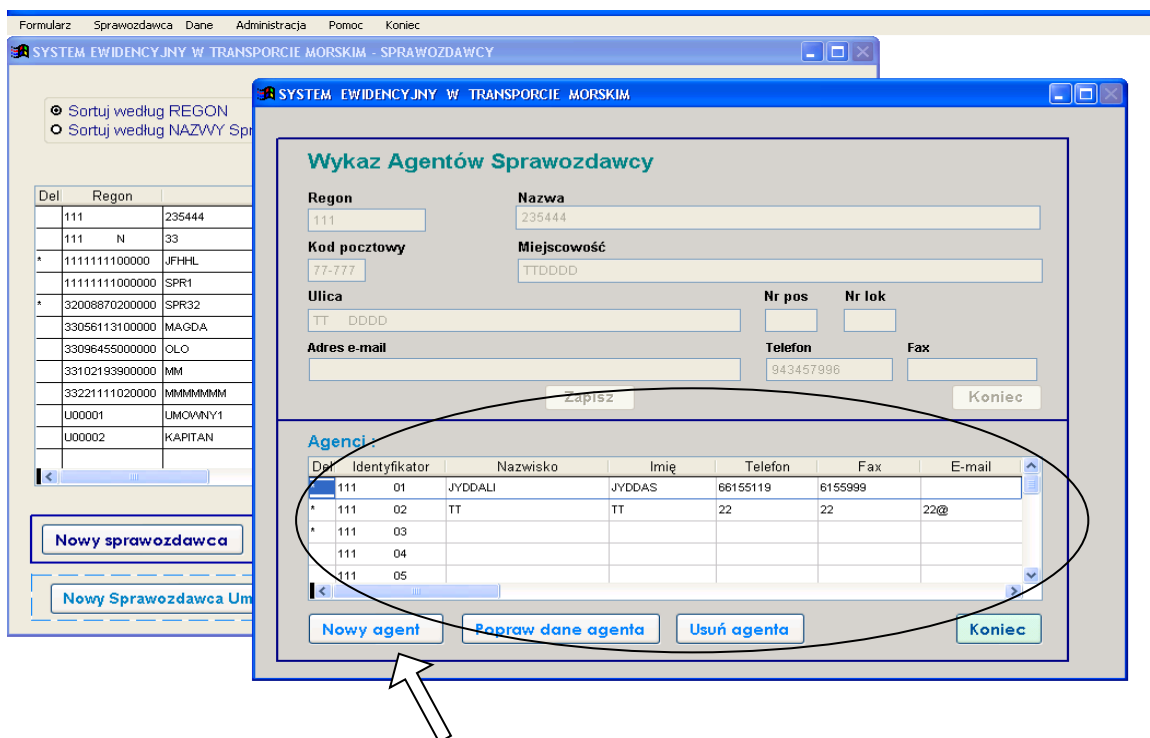 Formularz Sprawozdawca Dane Administracja Pomoc Koniec
SYSTEM EWIDENCYJNY W TRANSPORCIE MORSKIM - SPRAWOZDAWCY
Sortuj według REGON
Sortuj według NAZWY Spr
Del Regon
111 235444
111 N 33
* 1111111100000 JFHHL
11111111000000 SPR1
* 32008870200000 SPR32
33056113100000 MAGDA
33096455000000 OLO
33102193900000 MM
33221111020000 MMMMMMM
U00001 UMOWNY1
U00002 KAPITAN
Nowy sprawozdawca
Nowy Sprawozdawca Um
SYSTEM EWIDENCYJNY W TRANSPORCIE MORSKIM
Wykaz Agentów Sprawozdawcy
Regon Nazwa
111 235444
Kod pocztowy Miejscowość
77-777 TTDDDD
Ulica Nr pos Nr lok
TT DDDD
Adres e-mail Telefon Fax
943457996
Zapisz Koniec
Agenci :
Del Identyfikator Nazwisko Imię Telefon Fax E-mail
* 111 01 JYDDALI JYDDAS 66155119 6155999
* 111 02 TT TT 22 22 22@
* 111 03
111 04
111 05
Nowy agent Popraw dane agenta Usuń agenta Koniec